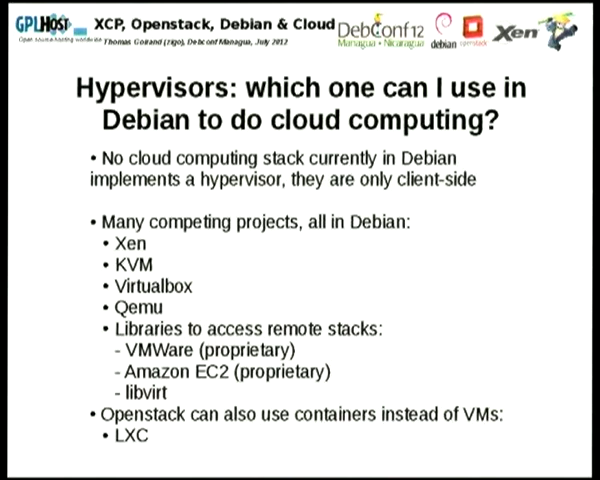 GPLHOST
XCP, Openstack, Debian & Cloud
Thomas Goirand (zigo), Debconf Managua, July 2012
DebConf12
Managua • Nicaragua
debian
openstack
Xen
Hypervisors: which one can I use in
Debian to do cloud computing?
• No cloud computing stack currently in Debian
implements a hypervisor, they are only client-side
• Many competing projects, all in Debian:
• Xen
• KVM
• Virtualbox
• Qemu
• Libraries to access remote stacks:
- VMWare (proprietary)
- Amazon EC2 (proprietary)
- libvirt
• Openstack can also use containers instead of VMs:
• LXC